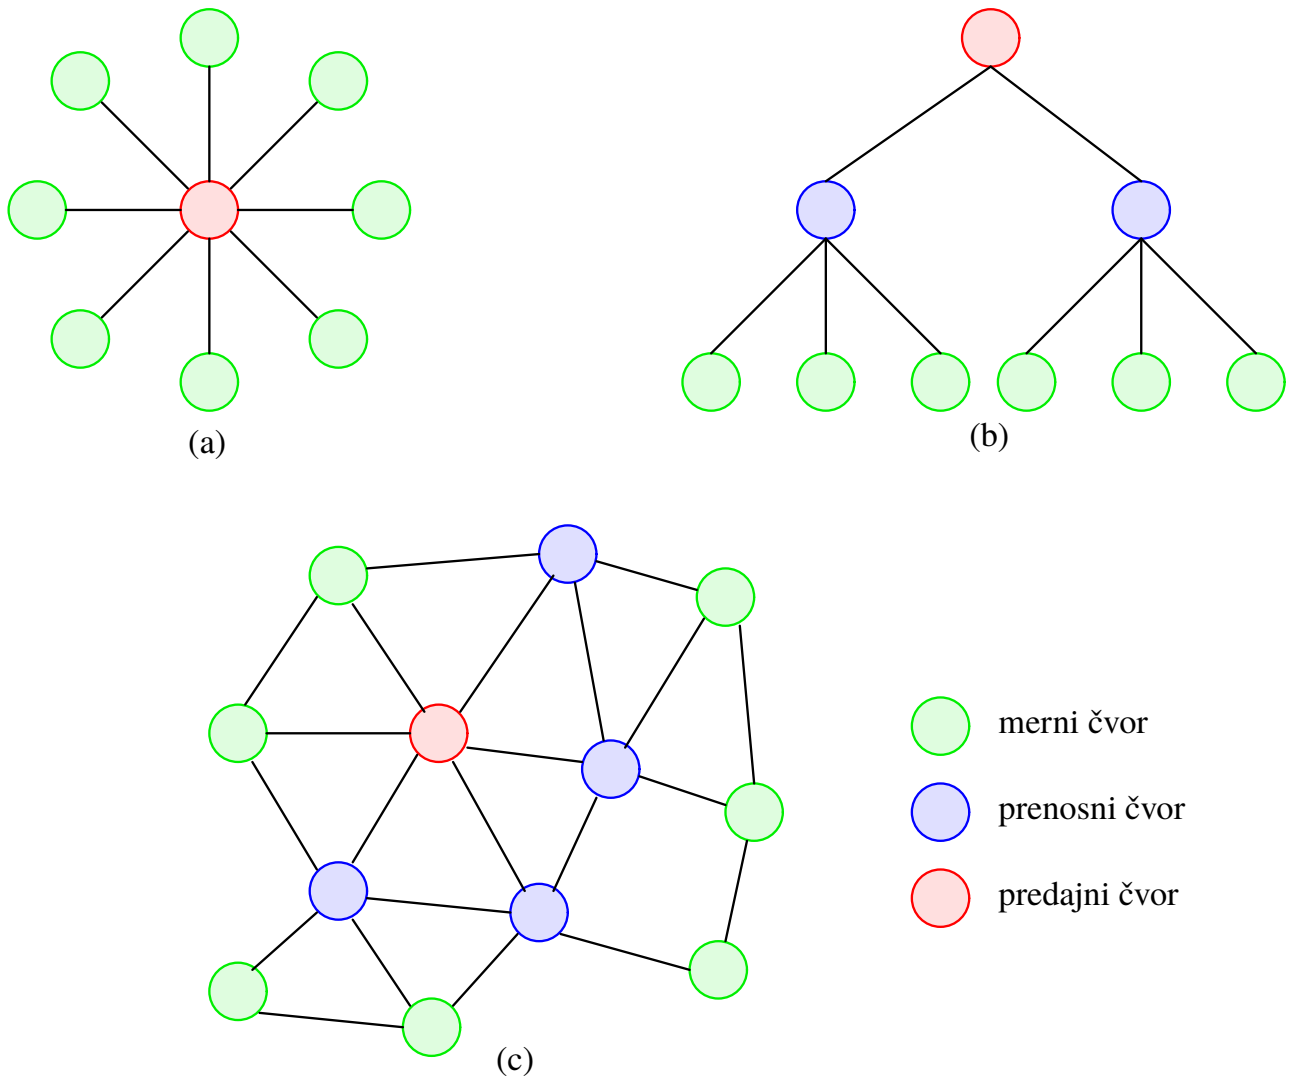 (a)
(b)
merni čvor
prenosni čvor
predajni čvor
(c)